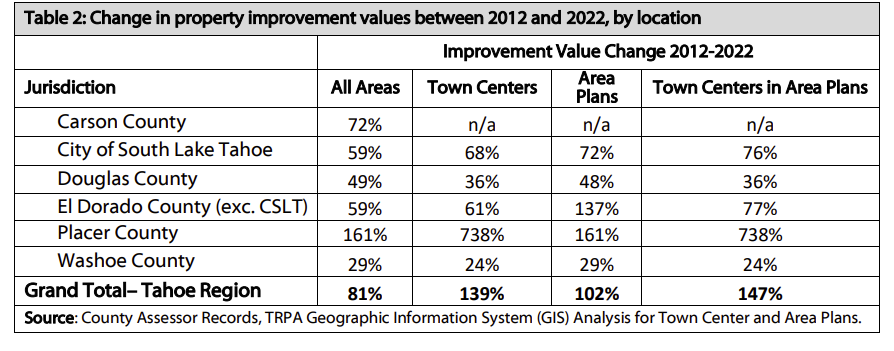 Table 2: Change in property improvement values between 2012 and 2022, by location
Improvement Value Change 2012-2022
Jurisdiction All Areas Town Centers Area Plans Town Centers in Area Plans
Carson County 72% n/a n/a n/a
City of South Lake Tahoe 59% 68% 72% 76%
Douglas County 49% 36% 48% 36%
El Dorado County (exc. CSLT) 59% 61% 137% 77%
Placer County 161% 738% 161% 738%
Washoe County 29% 24% 29% 24%
Grand Total– Tahoe Region 81% 139% 102% 147%
Source: County Assessor Records, TRPA Geographic Information System (GIS) Analysis for Town Center and Area Plans.